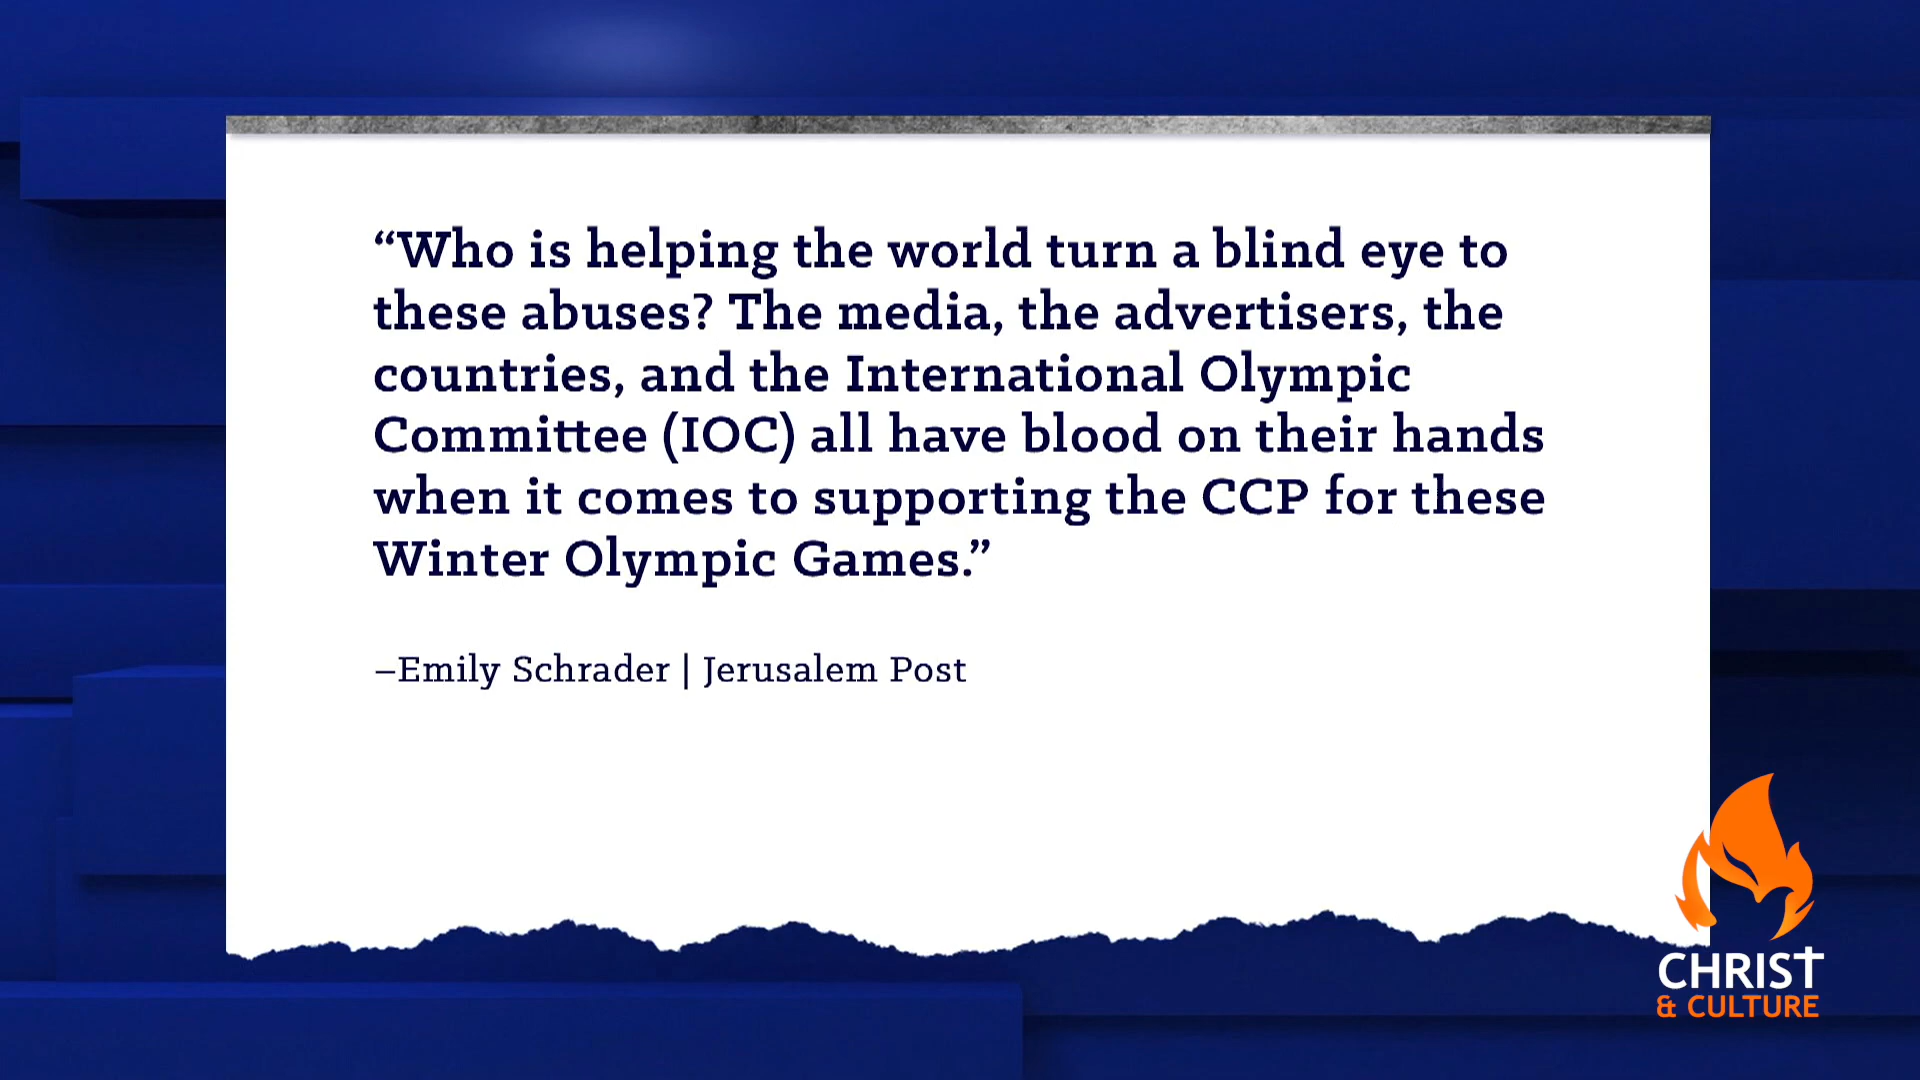 “Who is helping the world turn a blind eye to
these abuses? The media, the advertisers, the
countries, and the International Olympic
Committee (IOC) all have blood on their hands
when it comes to supporting the CCP for these
Winter Olympic Games.”
–Emily Schrader | Jerusalem Post
CHRIST
& CULTURE